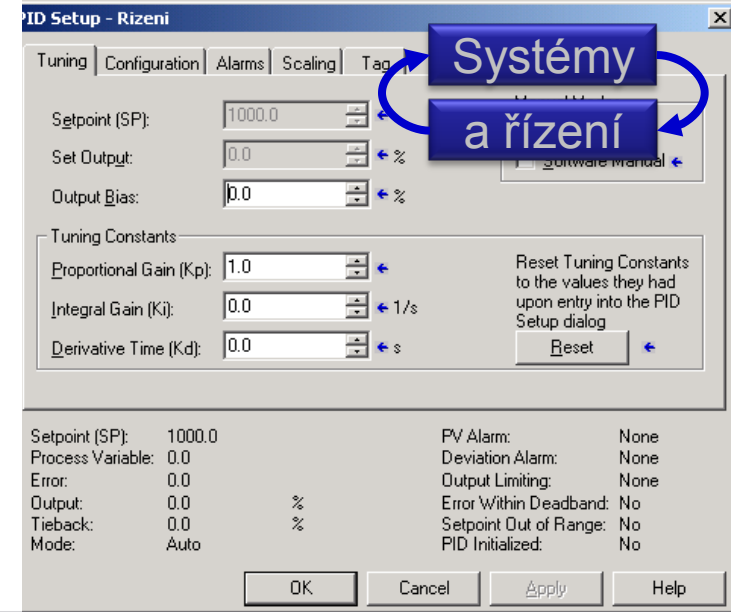 PID Setup - Rizeni
Tuning Configuration Alarms Scaling Tag
Systémy
a řízení
Setpoint (SP): 1000.0
Set Output: 0.0 %
Software Manual
Output Bias: 0.0 %
Tuning Constants
Proportional Gain (Kp): 1.0
Integral Gain (Ki): 0.0 1/s
Derivative Time (Kd): 0.0 s
Reset Tuning Constants
to the values they had
upon entry into the PID
Setup dialog
Reset
Setpoint (SP): 1000.0
Process Variable: 0.0
Error: 0.0
Output: 0.0 %
Tieback: 0.0 %
Mode: Auto
PV Alarm: None
Deviation Alarm: None
Output Limiting: None
Error Within Deadband: No
Setpoint Out of Range: No
PID Initialized: No
OK Cancel Apply Help